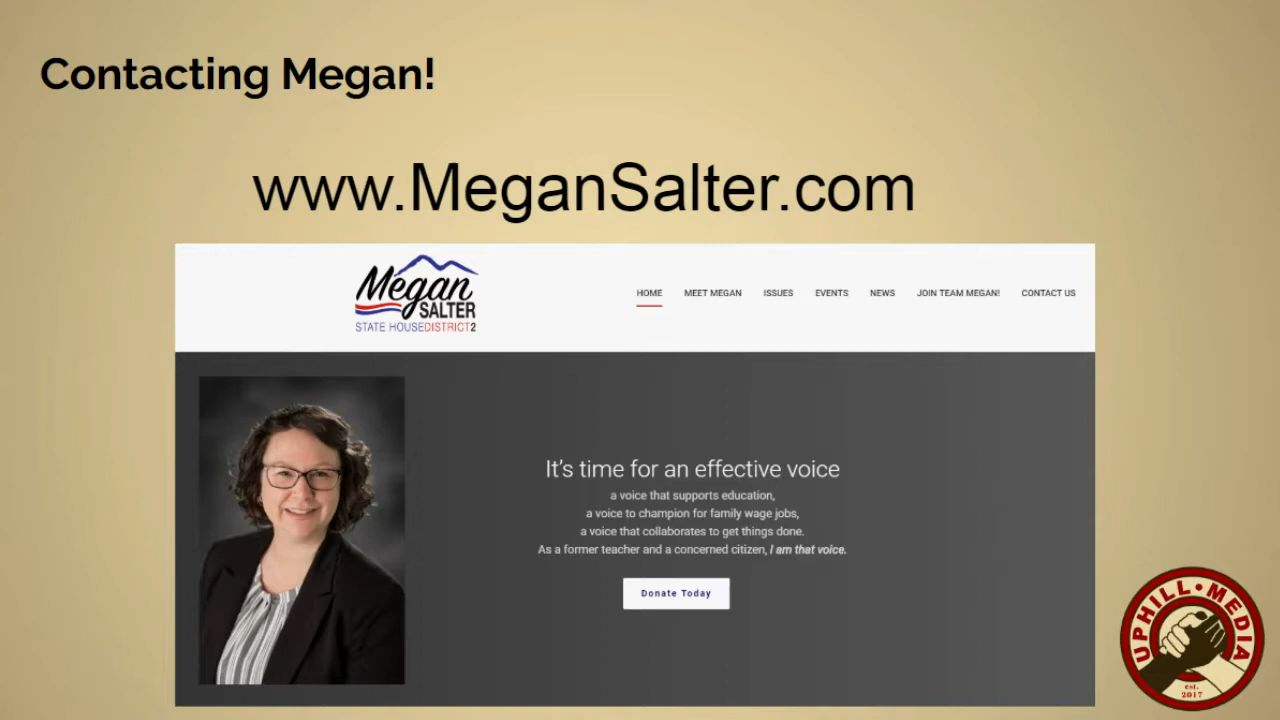 Contacting Megan!
www.MeganSalter.com
Megan
SALTER
STATE HOUSEDISTRICT2
HOME MEET MEGAN ISSUES EVENTS NEWS JOIN TEAM MEGAN! CONTACT US
It's time for an effective voice
a voice that supports education,
a voice to champion for family wage jobs,
a voice that collaborates to get things done.
As a former teacher and a concerned citizen, I am that voice.
Donate Today
UPHILL • MEDIA
est.
2017